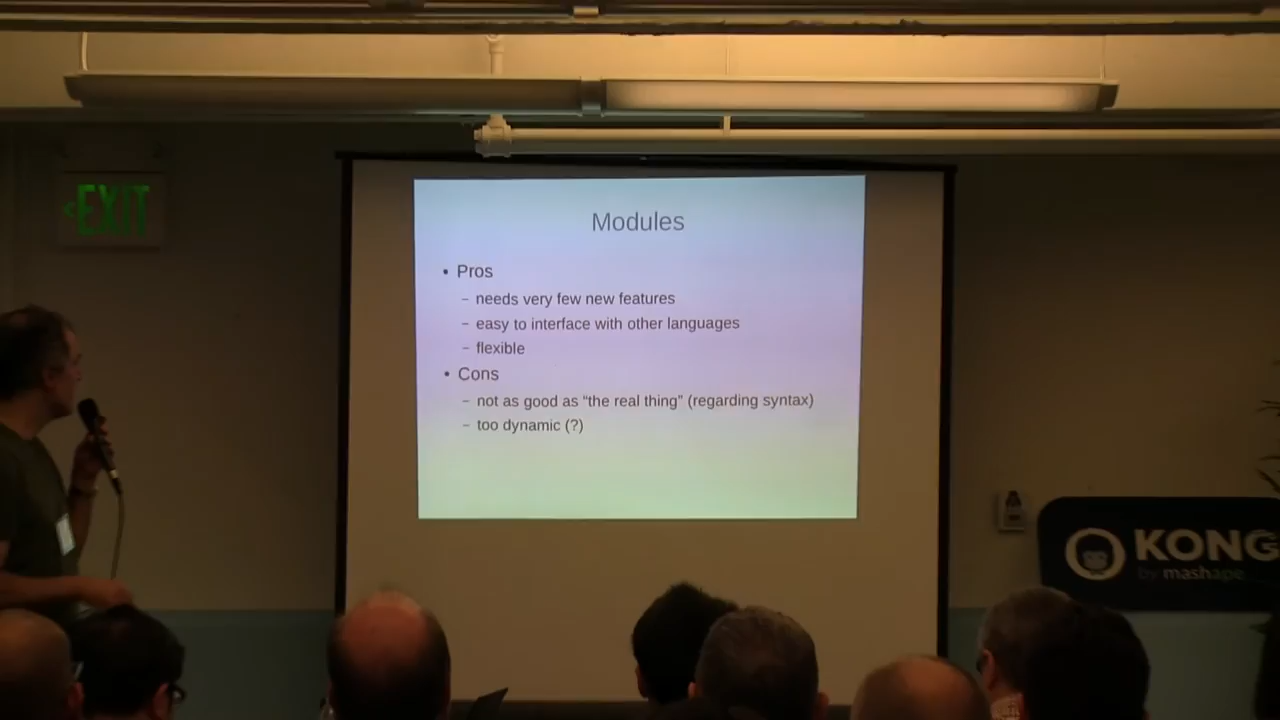 EXIT
Modules
• Pros
– needs very few new features
– easy to interface with other languages
– flexible
• Cons
– not as good as “the real thing” (regarding syntax)
– too dynamic (?)
KONG
by mashape